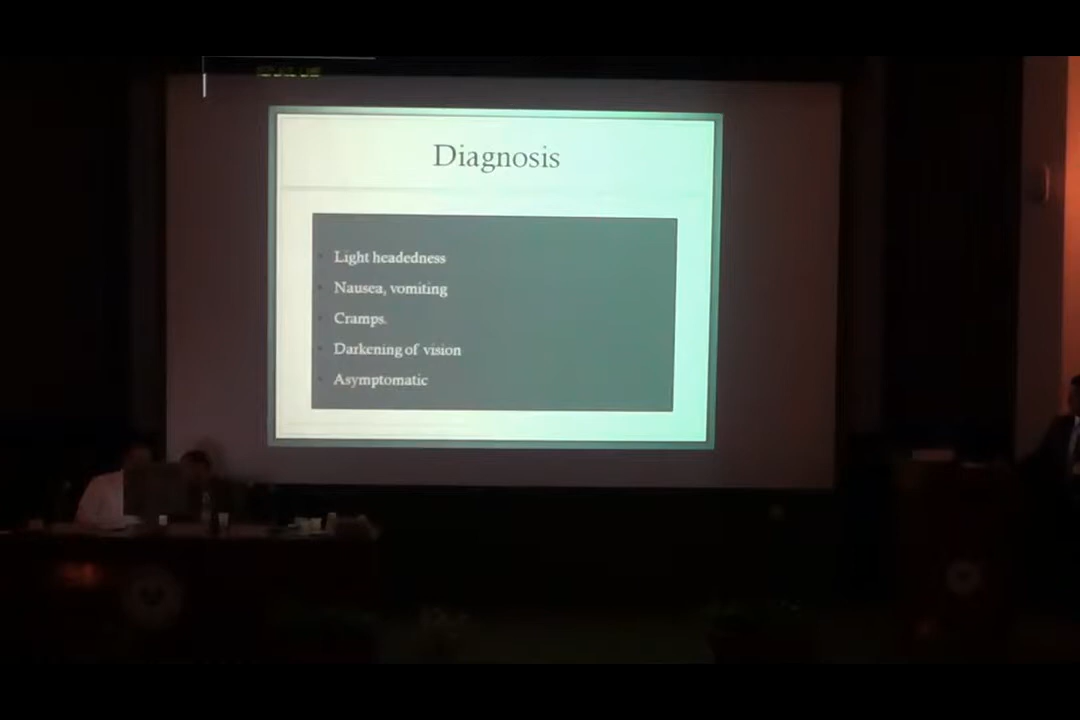 Diagnosis
Light headedness
Nausea, vomiting
Cramps.
Darkening of vision
Asymptomatic